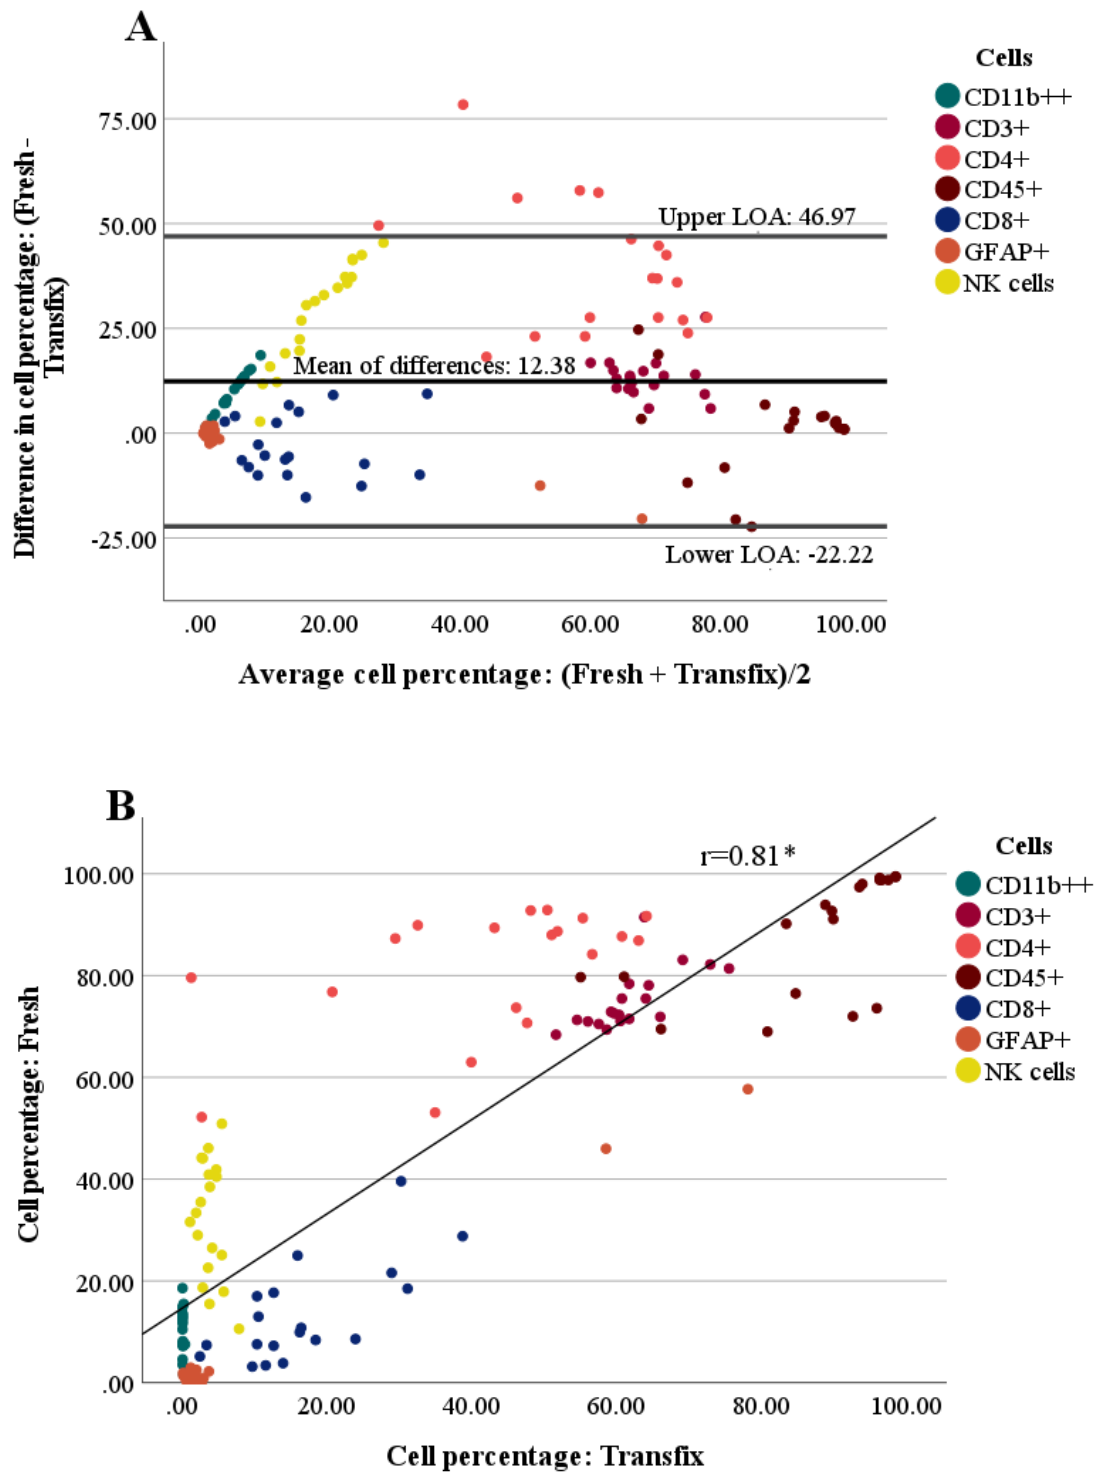 A
Cells
CD11b++
CD3+
CD4+
CD45+
CD8+
GFAP+
NK cells
Difference in cell percentage: (Fresh -
Transfix)
75.00
50.00
25.00
.00
-25.00
Upper LOA: 46.97
Mean of differences: 12.38
Lower LOA: -22.22
.00 20.00 40.00 60.00 80.00 100.00
Average cell percentage: (Fresh + Transfix)/2
B
Cells
CD11b++
CD3+
CD4+
CD45+
CD8+
GFAP+
NK cells
r=0.81*
Cell percentage: Fresh
100.00
80.00
60.00
40.00
20.00
.00
.00 20.00 40.00 60.00 80.00 100.00
Cell percentage: Transfix